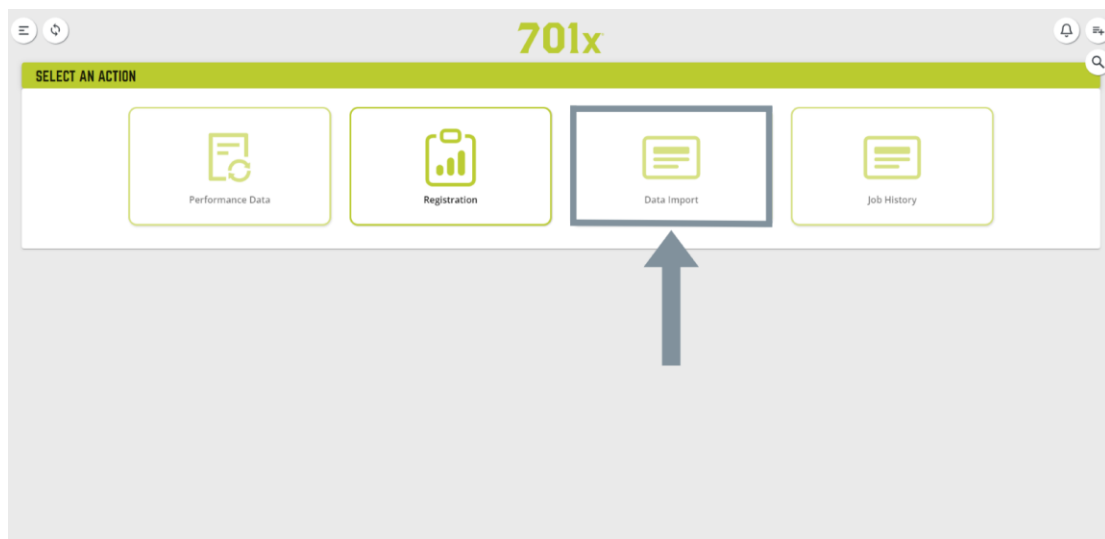 701x
SELECT AN ACTION
Performance Data
Registration
Data Import
Job History